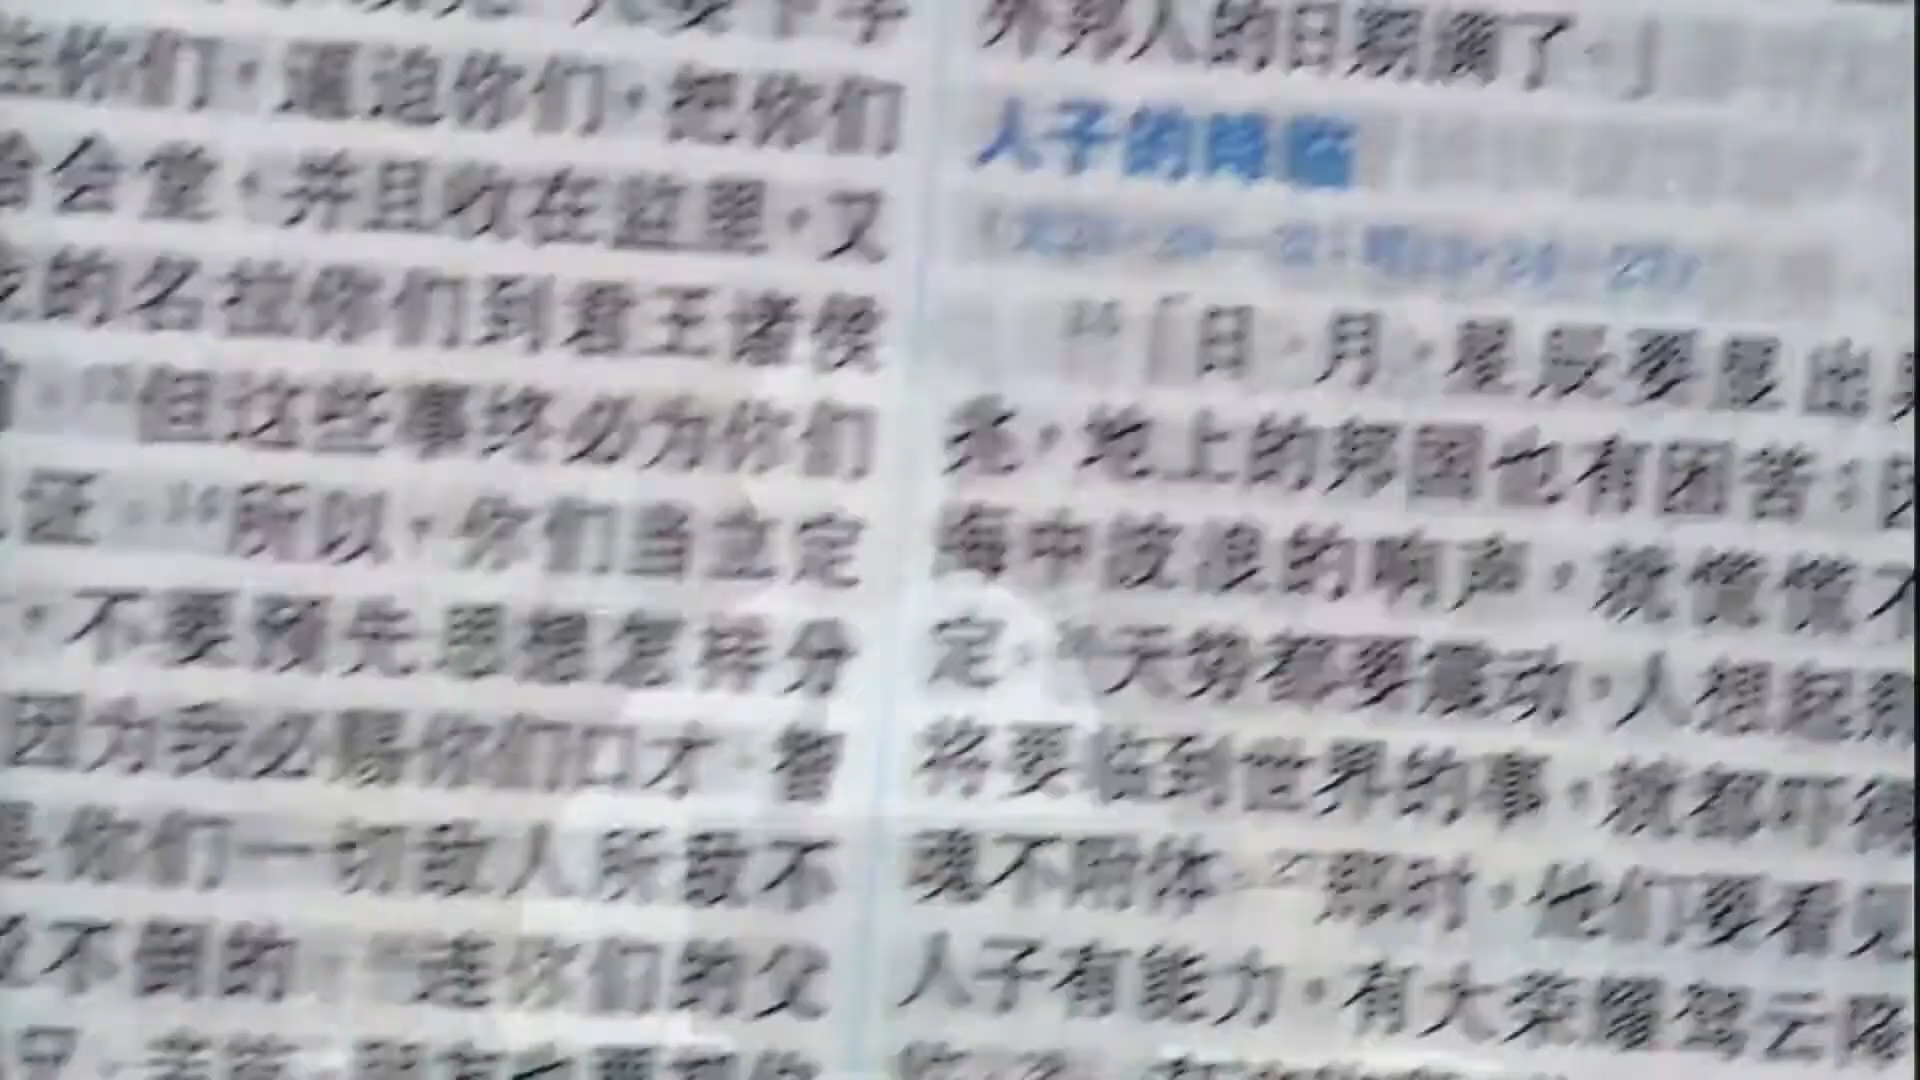 住你们，逼迫你们，把你们
会堂，并且收在监里，又
我的名拉你们到君王诸侯
13但这些事终必为你们
证。14所以，你们当立定
，不要预先思想怎样分
因为我必赐你们口才、智
是你们一切敌人所敌不
驳不倒的。连你们的父
外邦人的日期满了。」
人子的降临
25「日、月、星辰要显出
兆，地上的邦国也有困苦；因
海中波浪的响声，就慌慌不
定。26天势都要震动，人想起那
将要临到世界的事，就都吓得
魂不附体。27那时，他们要看见
人子有能力，有大荣耀驾云降